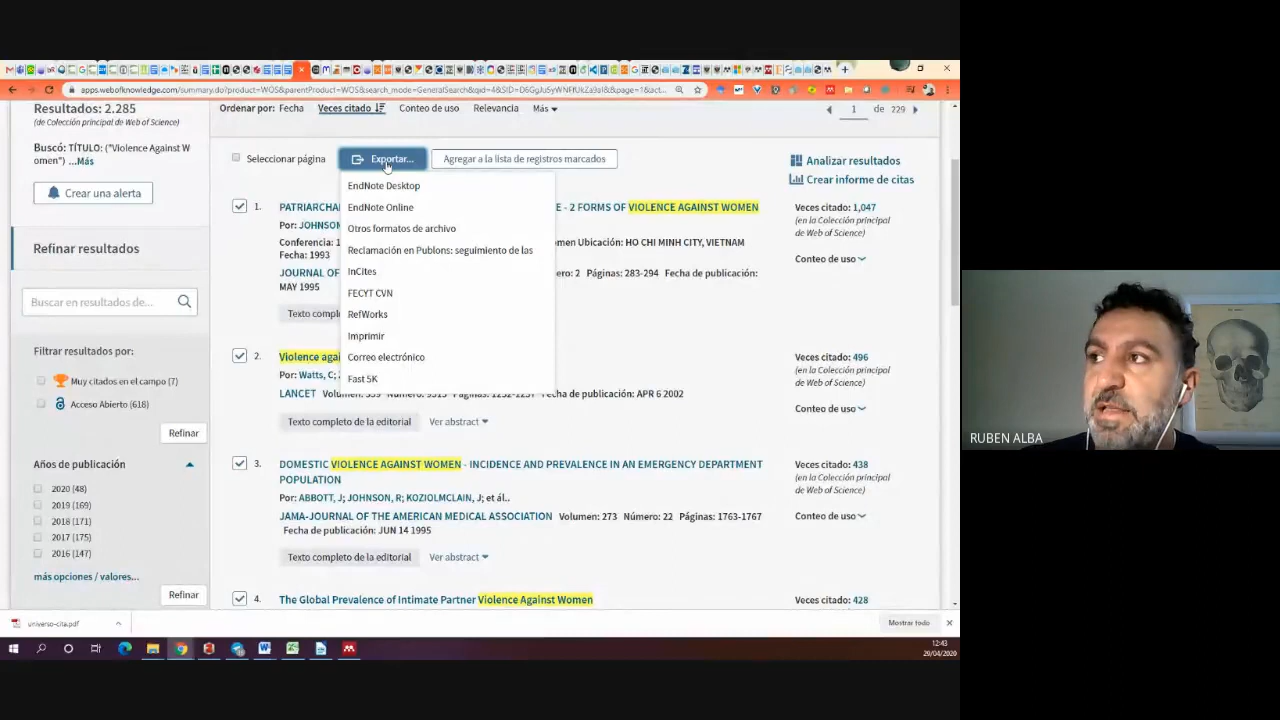 Resultados: 2.285
(de Colección principal de Web of Science)
Buscó: TÍTULO: ("Violence Against W
omen") ...Más
Crear una alerta
Refinar resultados
Buscar en resultados de...
Filtrar resultados por:
Muy citados en el campo (7)
Acceso Abierto (618)
Refinar
Años de publicación
2020 (48)
2019 (169)
2018 (171)
2017 (175)
2016 (147)
más opciones / valores...
Refinar
Ordenar por: Fecha Veces citado Conteo de uso Relevancia Más
1 de 229
Seleccionar página Exportar... Agregar a la lista de registros marcados
EndNote Desktop
EndNote Online
Otros formatos de archivo
Reclamación en Publons: seguimiento de las
InCites
FECYT CVN
RefWorks
Imprimir
Correo electrónico
Fast 5K
Analizar resultados
Crear informe de citas
1. PATRIARCHA E - 2 FORMS OF VIOLENCE AGAINST WOMEN
Por: JOHNSON
Conferencia: 1 men Ubicación: HO CHI MINH CITY, VIETNAM
Fecha: 1993
JOURNAL OF ero: 2 Páginas: 283-294 Fecha de publicación:
MAY 1995
Texto compl
Veces citado: 1,047
(en la Colección principal
de Web of Science)
Conteo de uso
2. Violence agai
Por: Watts, C;
LANCET Volumen: 359 Número: 9313 Páginas: 1232-1237 Fecha de publicación: APR 6 2002
Texto completo de la editorial Ver abstract
Veces citado: 496
(en la Colección principal
de Web of Science)
Conteo de uso
3. DOMESTIC VIOLENCE AGAINST WOMEN - INCIDENCE AND PREVALENCE IN AN EMERGENCY DEPARTMENT
POPULATION
Por: ABBOTT, J; JOHNSON, R; KOZIOLMCLAIN, J; et ál..
JAMA-JOURNAL OF THE AMERICAN MEDICAL ASSOCIATION Volumen: 273 Número: 22 Páginas: 1763-1767
Fecha de publicación: JUN 14 1995
Texto completo de la editorial Ver abstract
Veces citado: 438
(en la Colección principal
de Web of Science)
Conteo de uso
4. The Global Prevalence of Intimate Partner Violence Against Women
Veces citado: 428
universo-cita.pdf
Mostrar todo
12:43
29/04/2020
RUBEN ALBA